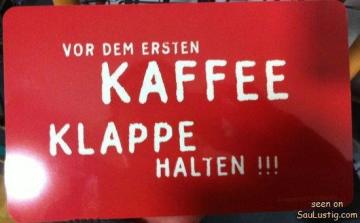 VOR DEM ERSTEN
KAFFEE
KLAPPE
HALTEN !!!
seen on
SauLustig.com